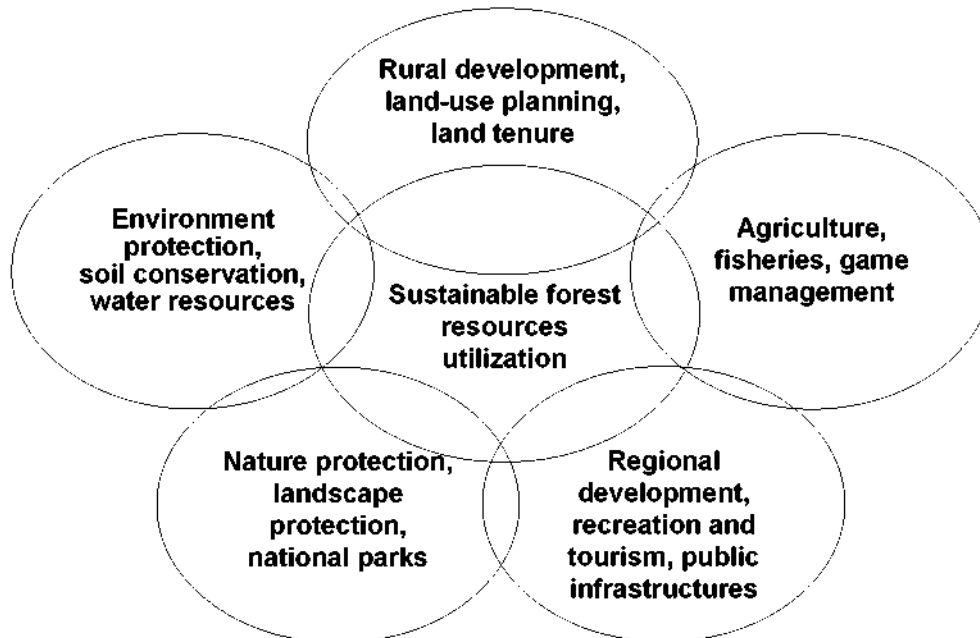 Rural development,
land-use planning,
land tenure
Environment
protection,
soil conservation,
water resources
Agriculture,
fisheries, game
management
Sustainable forest
resources
utilization
Nature protection,
landscape
protection,
national parks
Regional
development,
recreation and
tourism, public
infrastructures